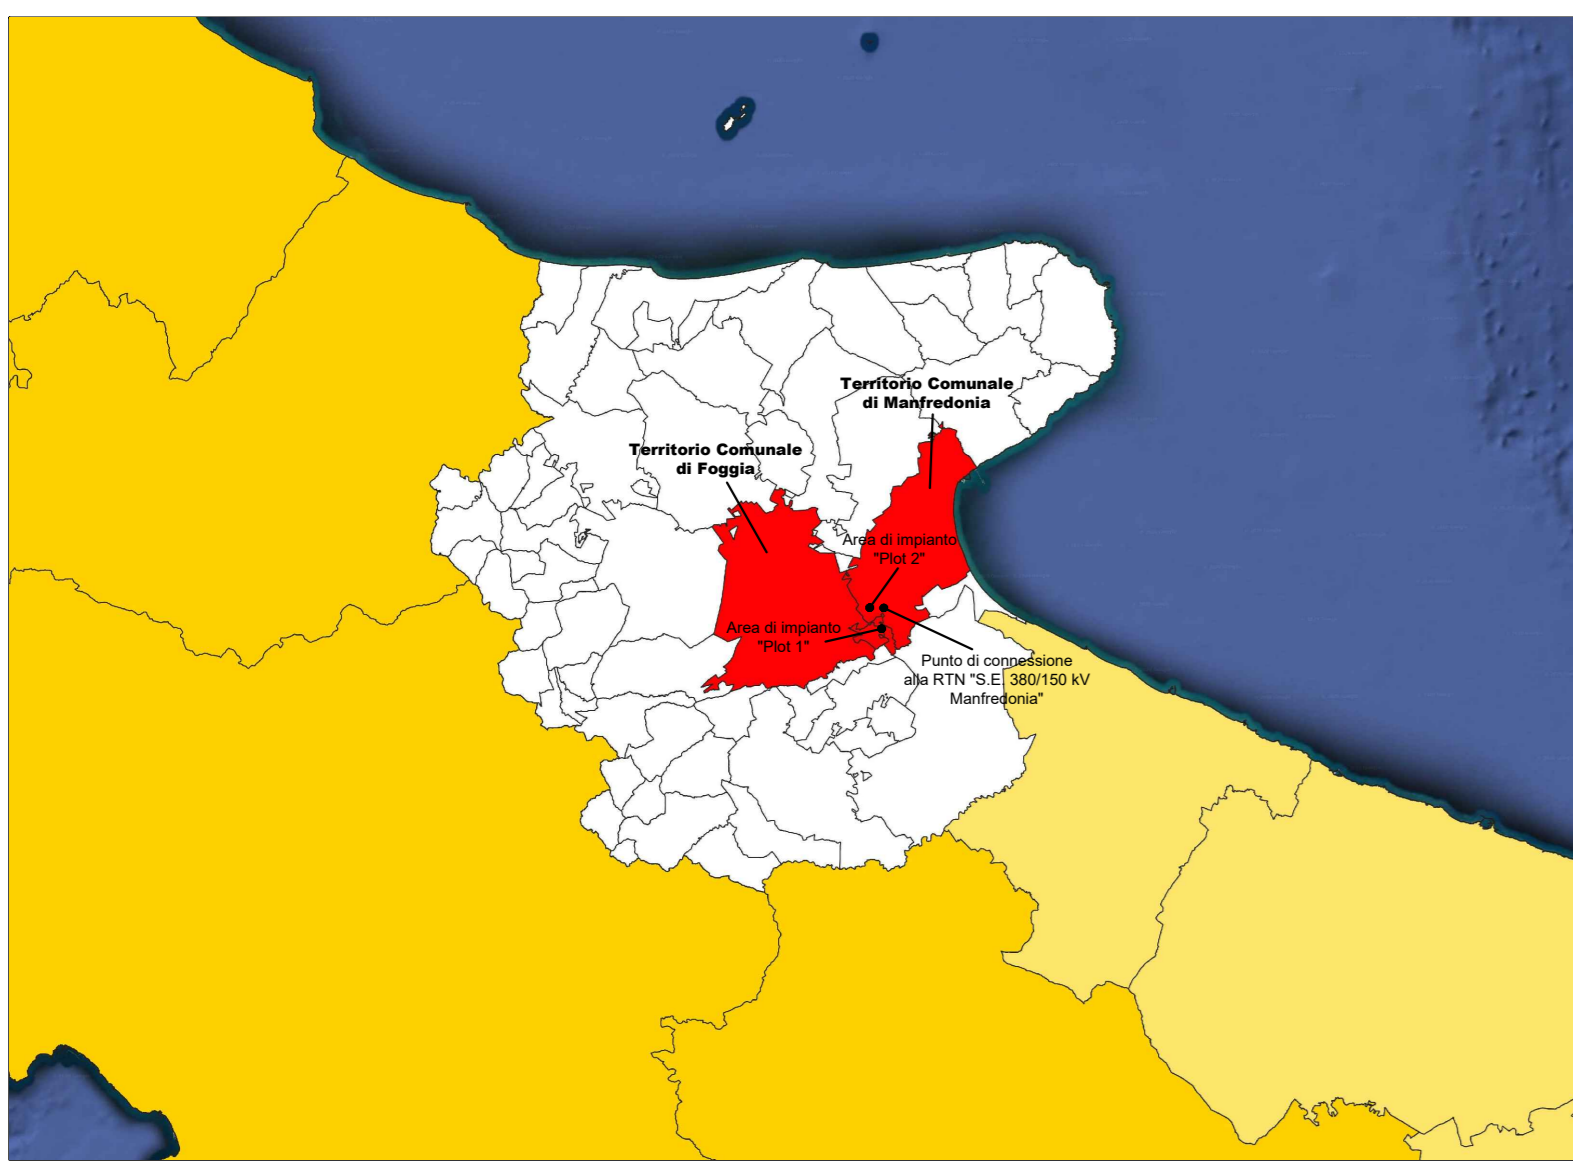 Territorio Comunale
di Manfredonia
Territorio Comunale
di Foggia
Area di impianto
"Plot 2"
Area di impianto
"Plot 1"
Punto di connessione
alla RTN "S.E. 380/150 kV
Manfredonia"